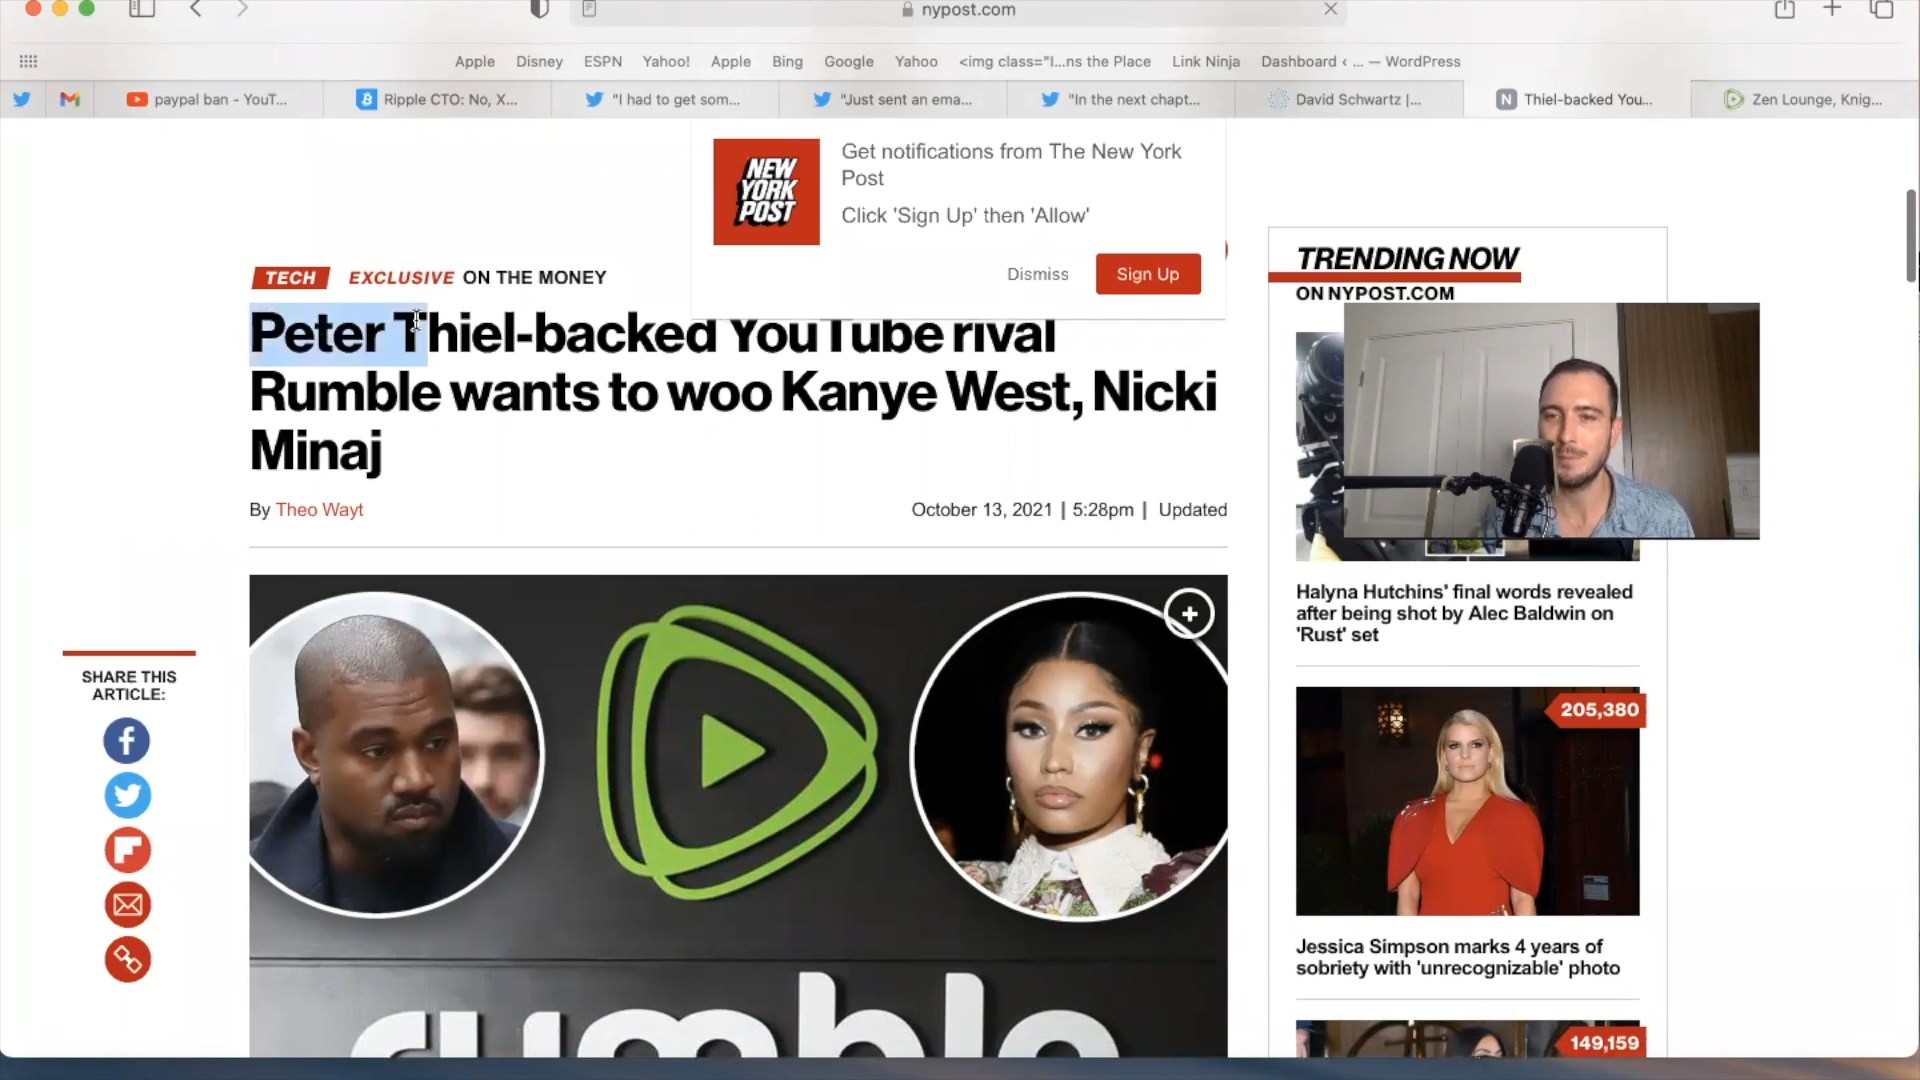 nypost.com
Apple Disney ESPN Yahoo! Apple Bing Google Yahoo <img class="I...ns the Place Link Ninja Dashboard < ... — WordPress
paypal ban - YouT... Ripple CTO: No, X... "I had to get som... "Just sent an ema... "In the next chapt... David Schwartz |... N Thiel-backed You... Zen Lounge, Knig...
NEW
YORK
POST
Get notifications from The New York
Post
Click 'Sign Up' then 'Allow'
Dismiss Sign Up
TECH EXCLUSIVE ON THE MONEY
Peter Thiel-backed YouTube rival
Rumble wants to woo Kanye West, Nicki
Minaj
By Theo Wayt October 13, 2021 | 5:28pm | Updated
SHARE THIS
ARTICLE:
rumble
TRENDING NOW
ON NYPOST.COM
Halyna Hutchins' final words revealed
after being shot by Alec Baldwin on
'Rust' set
205,380
Jessica Simpson marks 4 years of
sobriety with 'unrecognizable' photo
149,159